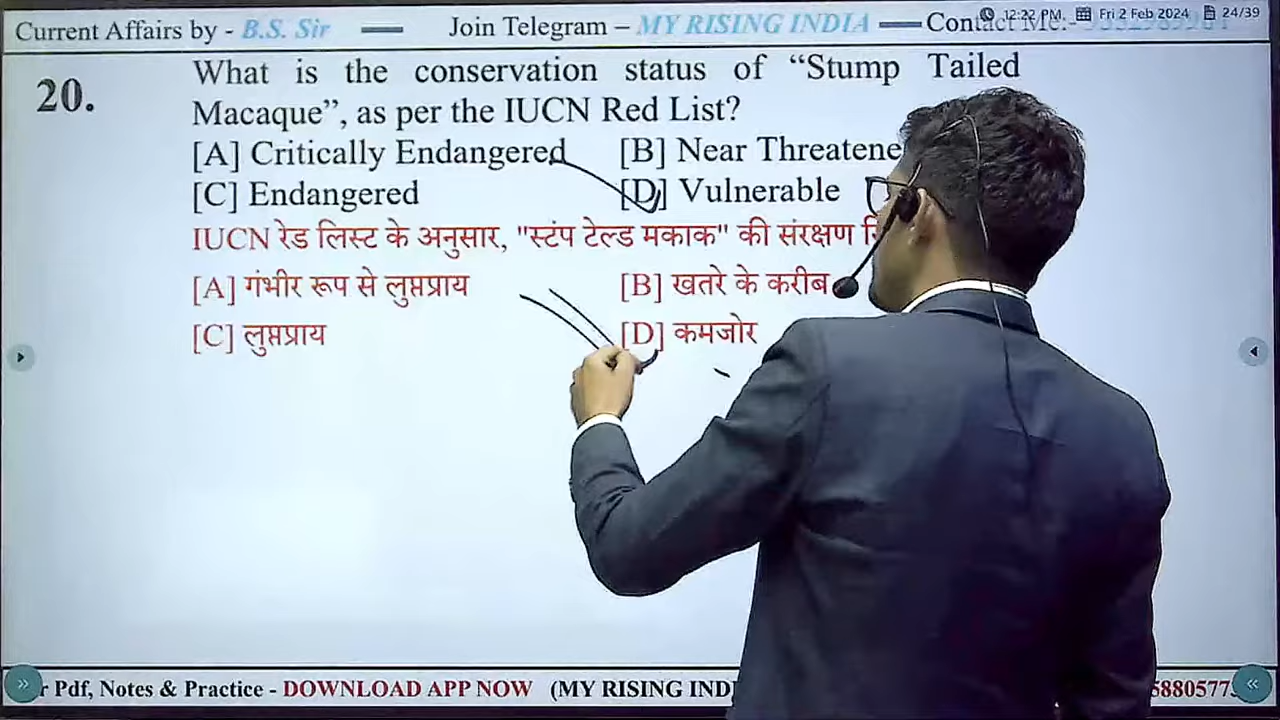 Current Affairs by - B.S. Sir Join Telegram – MY RISING INDIA Contact Me:-
12:22 PM. Fri 2 Feb 2024 24/39
20. What is the conservation status of “Stump Tailed
Macaque”, as per the IUCN Red List?
[A] Critically Endangered [B] Near Threatene
[C] Endangered [D] Vulnerable
IUCN रेड लिस्ट के अनुसार, "स्टंप टेल्ड मकाक" की संरक्षण
[A] गंभीर रूप से लुप्तप्राय [B] खतरे के करीब
[C] लुप्तप्राय [D] कमजोर
r Pdf, Notes & Practice - DOWNLOAD APP NOW (MY RISING IND